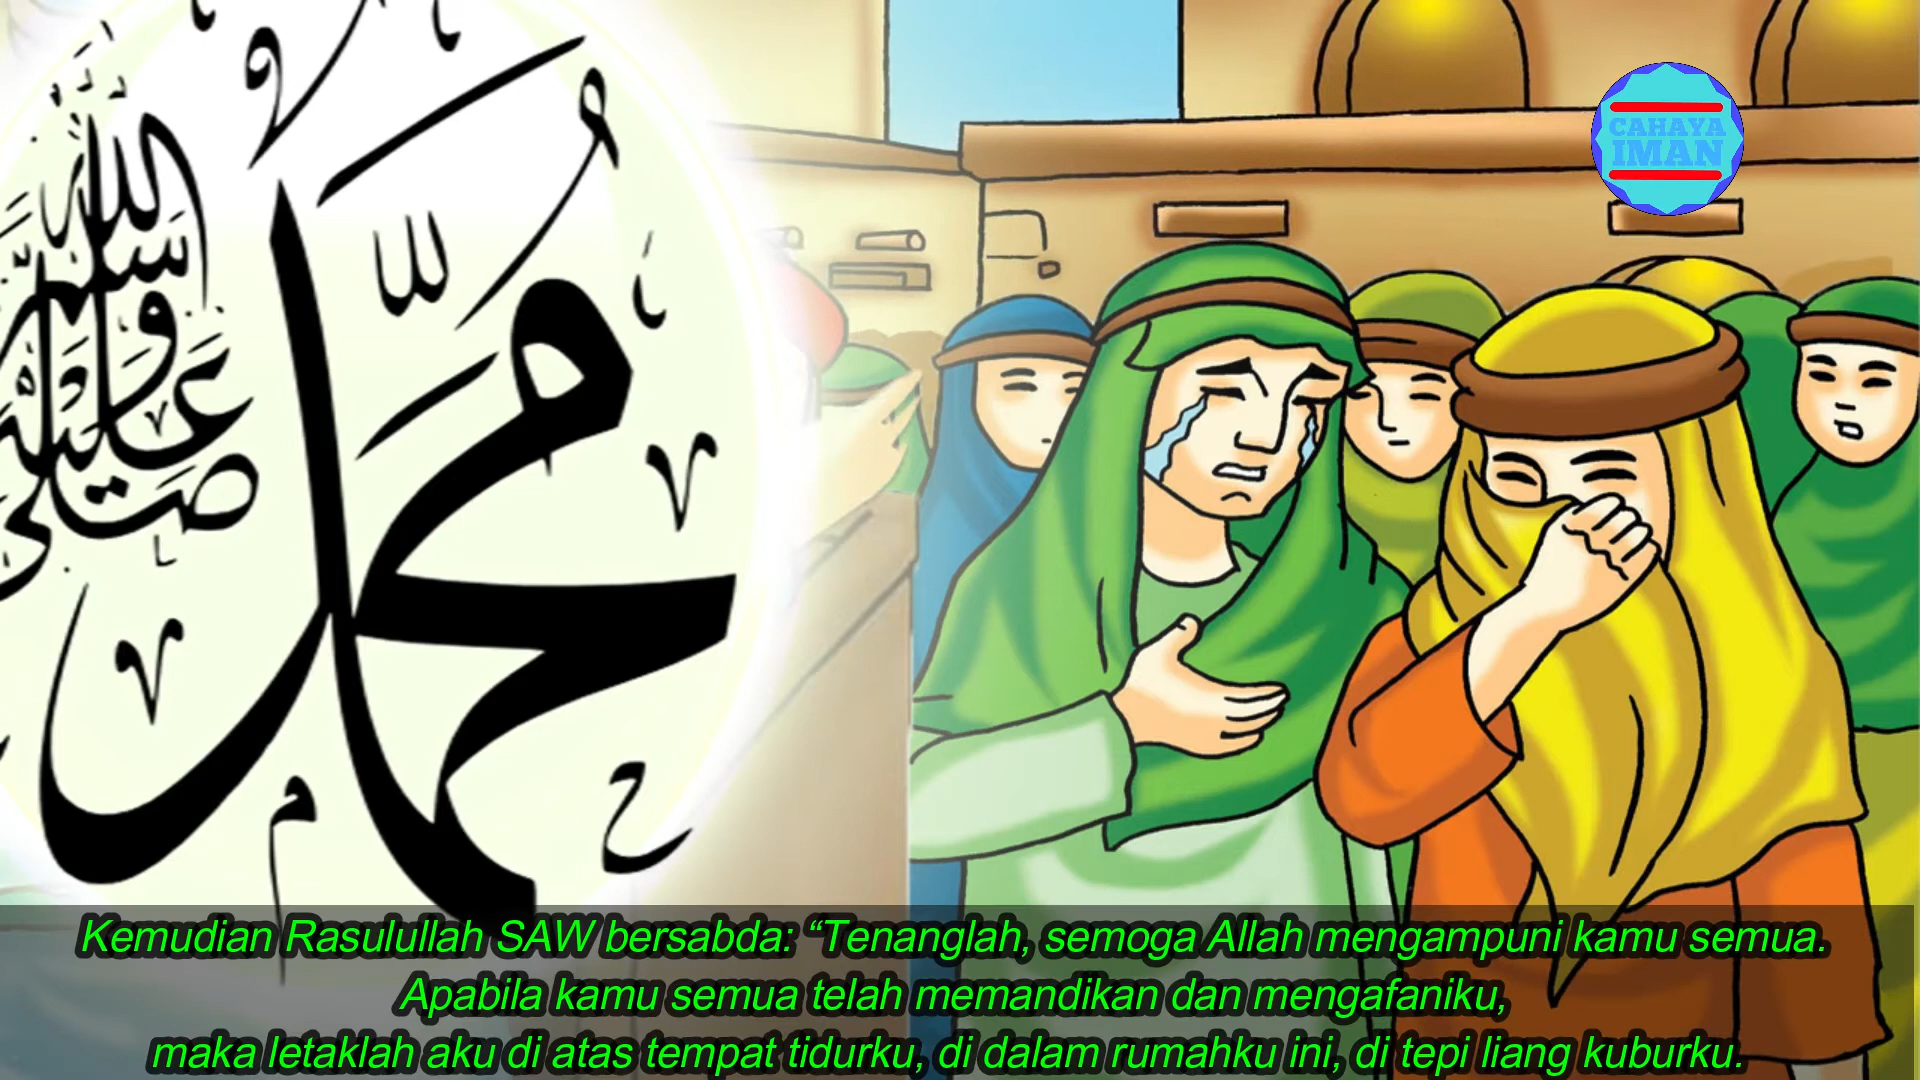 محمد
صلى الله عليه وسلم
CAHAYA
IMAN
Kemudian Rasulullah SAW bersabda: “Tenanglah, semoga Allah mengampuni kamu semua.
Apabila kamu semua telah memandikan dan mengafaniku,
maka letaklah aku di atas tempat tidurku, di dalam rumahku ini, di tepi liang kuburku.